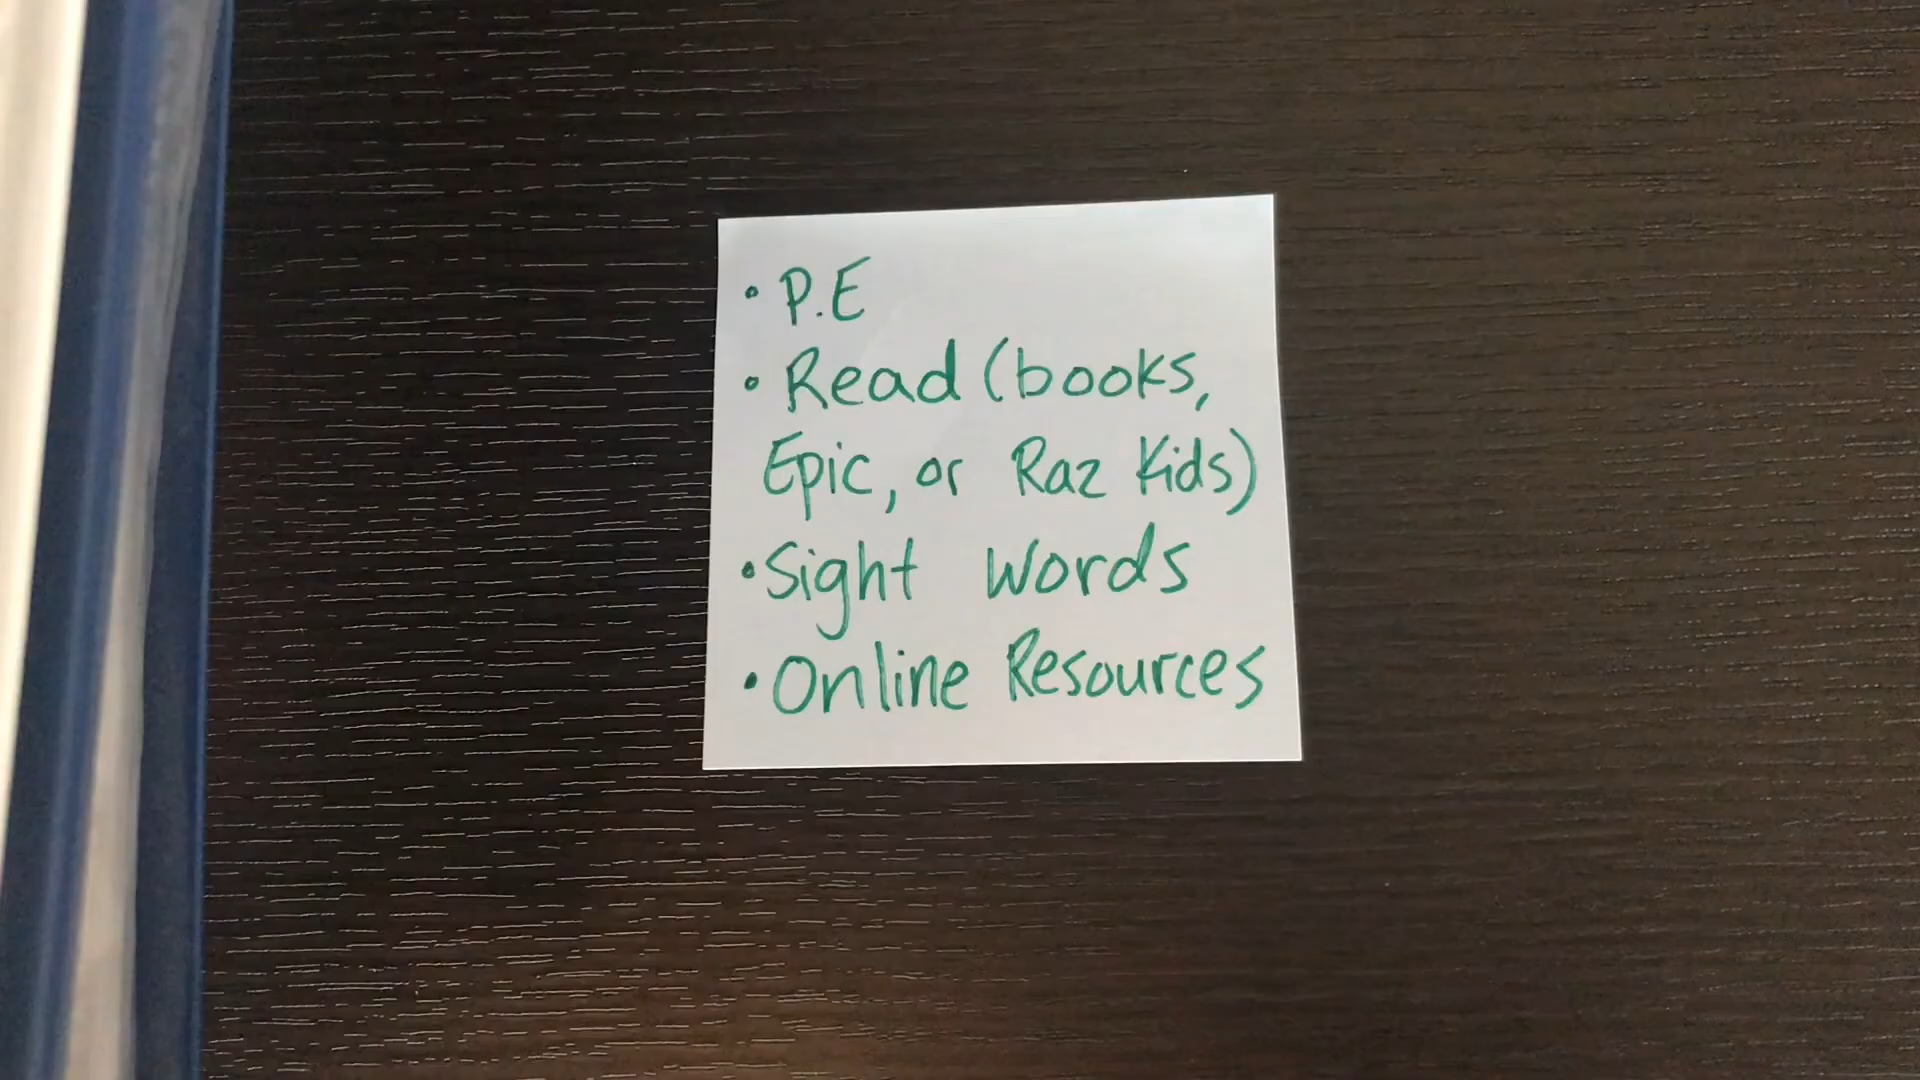 • P.E
• Read (books,
Epic, or Raz Kids)
• Sight Words
• Online Resources